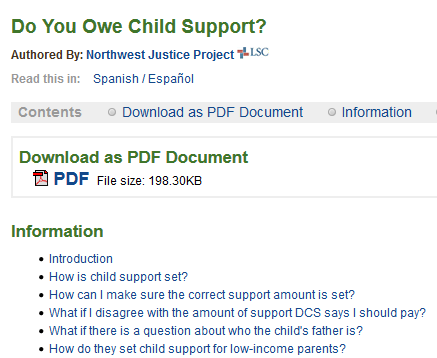 Do You Owe Child Support?
Authored By: Northwest Justice Project LSC
Read this in: Spanish / Español
Contents Download as PDF Document Information
Download as PDF Document
PDF File size: 198.30KB
Information
Introduction
How is child support set?
How can I make sure the correct support amount is set?
What if I disagree with the amount of support DCS says I should pay?
What if there is a question about who the child's father is?
How do they set child support for low-income parents?